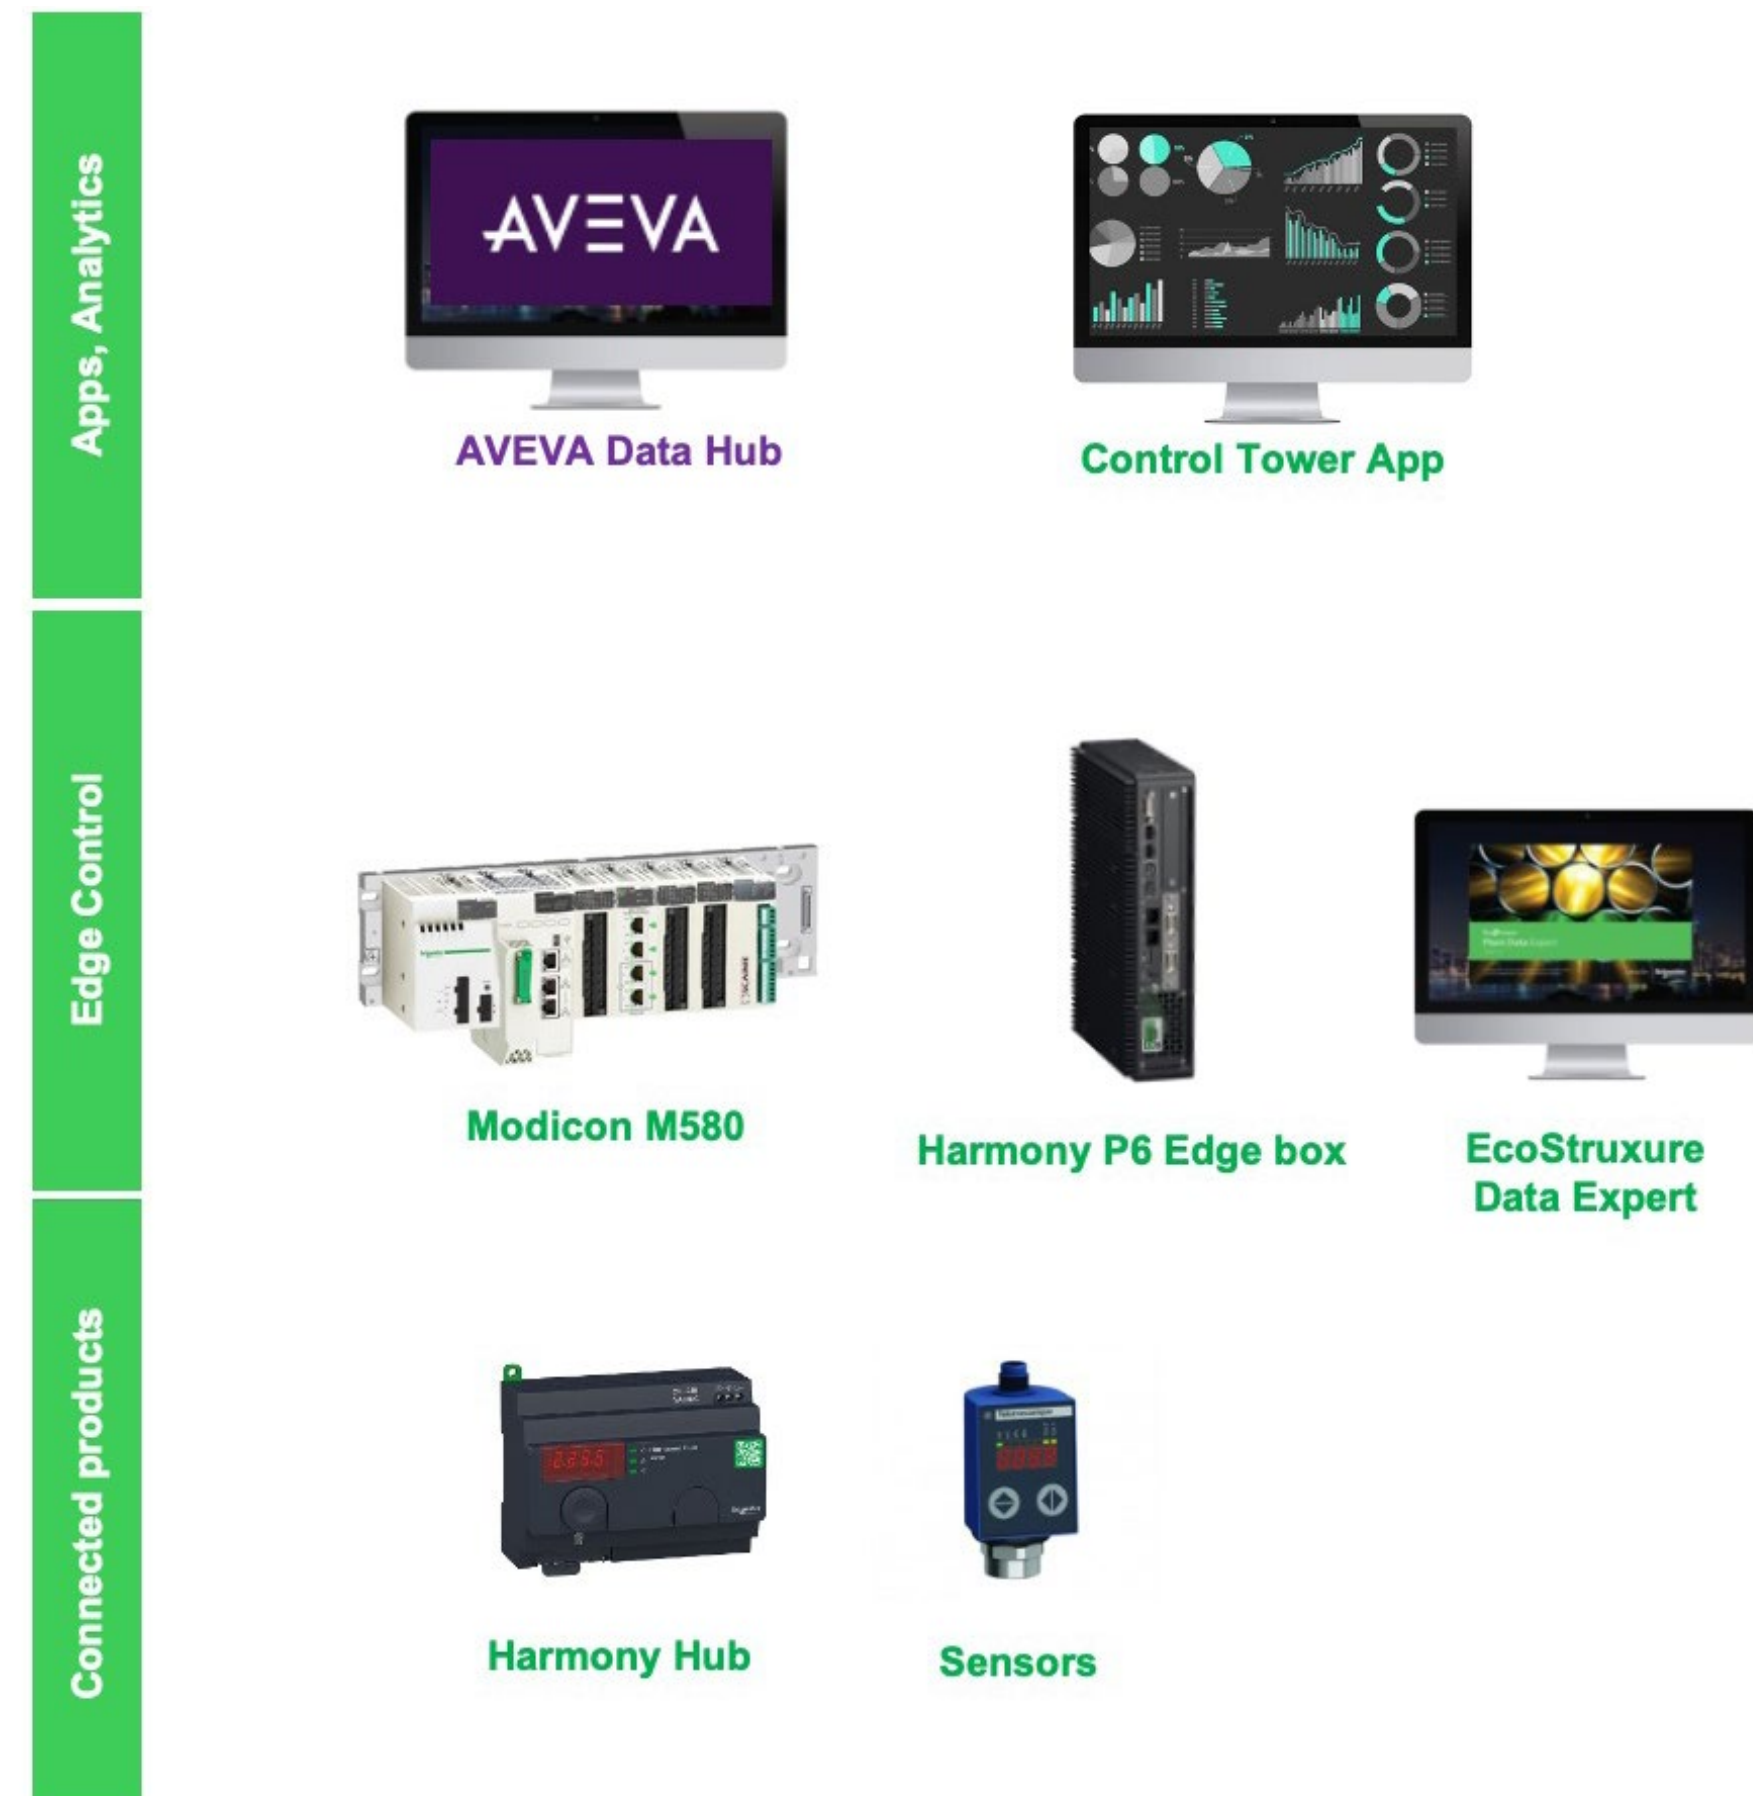 Apps, Analytics
AVEVA
AVEVA Data Hub
Control Tower App
Edge Control
Modicon M580
Harmony P6 Edge box
EcoStruxure
Data Expert
Connected products
Harmony Hub
Sensors